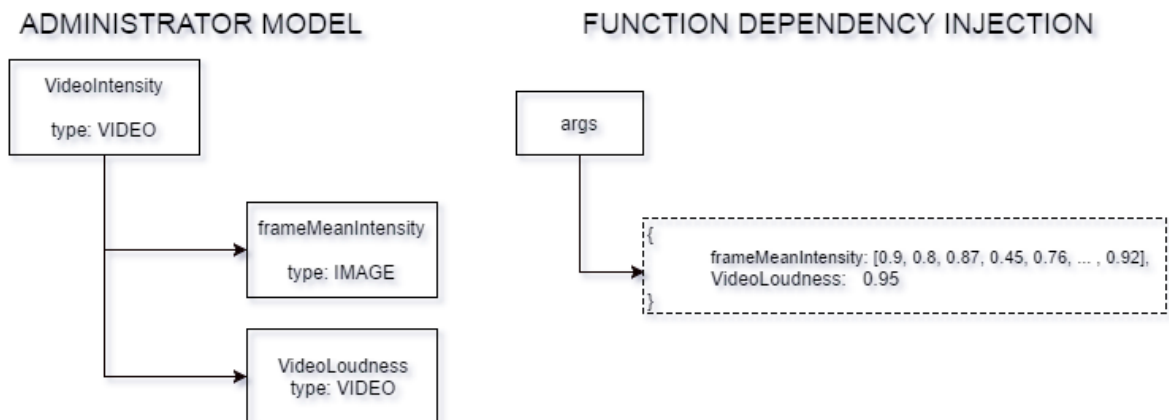 ADMINISTRATOR MODEL
FUNCTION DEPENDENCY INJECTION
VideoIntensity
type: VIDEO
frameMeanIntensity
type: IMAGE
VideoLoudness
type: VIDEO
args
{
frameMeanIntensity: [0.9, 0.8, 0.87, 0.45, 0.76, ... , 0.92],
VideoLoudness: 0.95
}